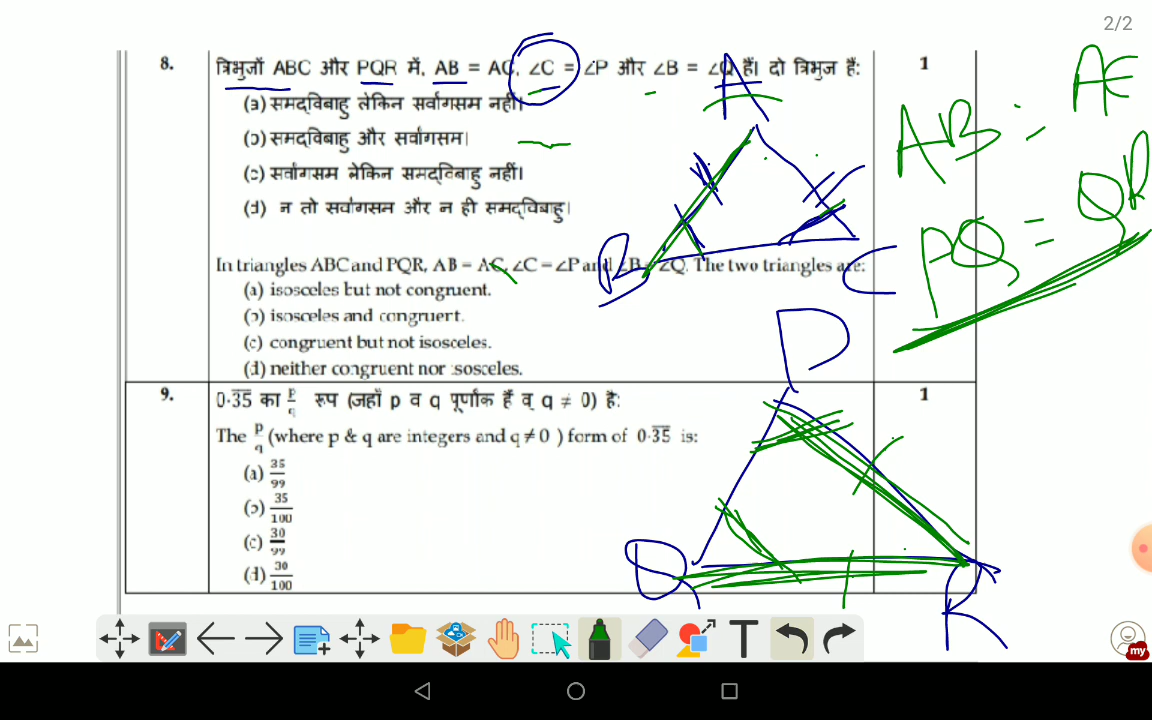 2/2
8. त्रिभुजों ABC और PQR में, AB = AC, ∠C = ∠P और ∠B = ∠Q हैं। दो त्रिभुज हैं: 1
(a) समद्विबाहु लेकिन सर्वांगसम नहीं।
(b) समद्विबाहु और सर्वांगसम।
(c) सर्वांगसम लेकिन समद्विबाहु नहीं।
(d) न तो सर्वांगसम और न ही समद्विबाहु।
In triangles ABC and PQR, AB = AC, ∠C = ∠P and ∠B = ∠Q. The two triangles are:
(a) isosceles but not congruent.
(b) isosceles and congruent.
(c) congruent but not isosceles.
(d) neither congruent nor isosceles.
A
B
C
AB = AC
PQ = QR
9. 0·3̅5̅ का p/q रूप (जहाँ p व q पूर्णांक हैं व q ≠ 0) है: 1
The p/q (where p & q are integers and q ≠ 0 ) form of 0·3̅5̅ is:
(a) 35/99
(b) 35/100
(c) 30/99
(d) 30/100
Q
R
T
my